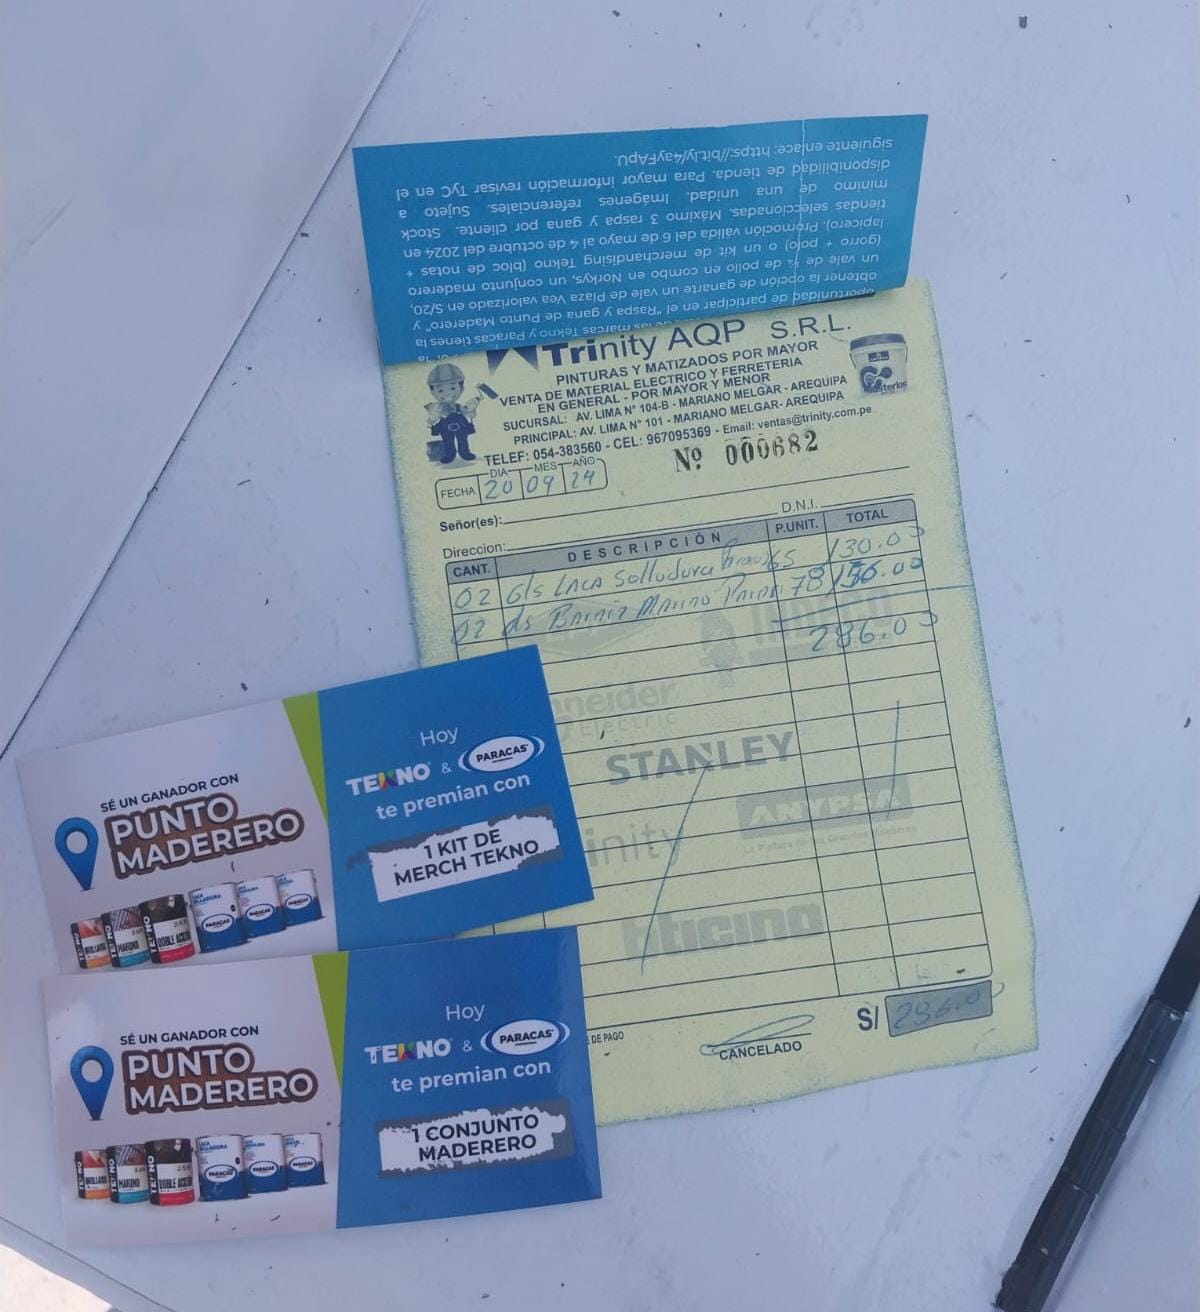 oportunidad de participar en el "Raspa y gana de Punto Maderero" y
obtener la opción de ganarte un vale de Plaza Vea valorizado en S/20,
un vale de ¼ de pollo en combo en Norkys, un conjunto maderero
(gorro + polo) o un kit de merchandising Tekno (bloc de notas +
lapicero). Promoción válida del 6 de mayo al 4 de octubre del 2024 en
tiendas seleccionadas. Máximo 3 raspa y gana por cliente. Stock
mínimo de una unidad. Imágenes referenciales. Sujeto a
disponibilidad de tienda. Para mayor información revisar TyC en el
siguiente enlace: https://bit.ly/4ayFApU.
Trinity AQP S.R.L.
PINTURAS Y MATIZADOS POR MAYOR
VENTA DE MATERIAL ELECTRICO Y FERRETERIA
EN GENERAL - POR MAYOR Y MENOR
SUCURSAL: AV. LIMA N° 104-B - MARIANO MELGAR - AREQUIPA
PRINCIPAL: AV. LIMA N° 101 - MARIANO MELGAR- AREQUIPA
TELEF: 054-383560 - CEL: 967095369 - Email: ventas@trinity.com.pe
Nº 000682
DIA MES AÑO
FECHA 20 09 24
Señor(es):
D.N.I.
Direccion:
CANT. DESCRIPCIÓN P.UNIT. TOTAL
02 Gls LACA Selladora 65 130.00
02 Gls Barniz Marino 78 156.00
286.00
Schneider
Electric
STANLEY
Trinity
ANYPSA
bticino
DE PAGO
CANCELADO
S/ 286.00
SÉ UN GANADOR CON
PUNTO
MADERERO
Hoy
TEKNO & PARACAS
te premian con
1 KIT DE
MERCH TEKNO
SÉ UN GANADOR CON
PUNTO
MADERERO
Hoy
TEKNO & PARACAS
te premian con
1 CONJUNTO
MADERERO